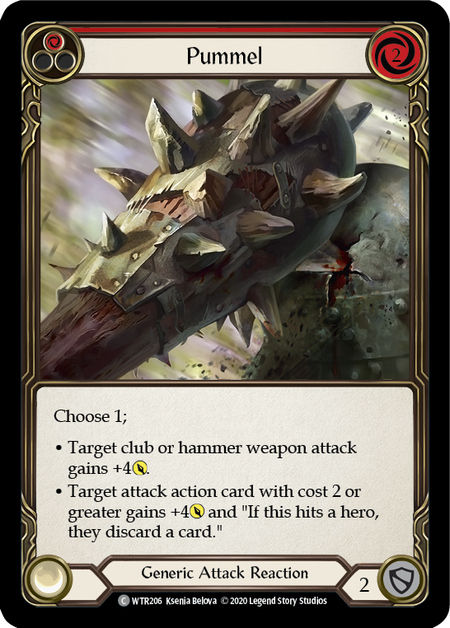 Pummel
2
Choose 1;
• Target club or hammer weapon attack
gains +4.
• Target attack action card with cost 2 or
greater gains +4 and "If this hits a hero,
they discard a card."
Generic Attack Reaction
2
C WTR206 Ksenia Belova © 2020 Legend Story Studios